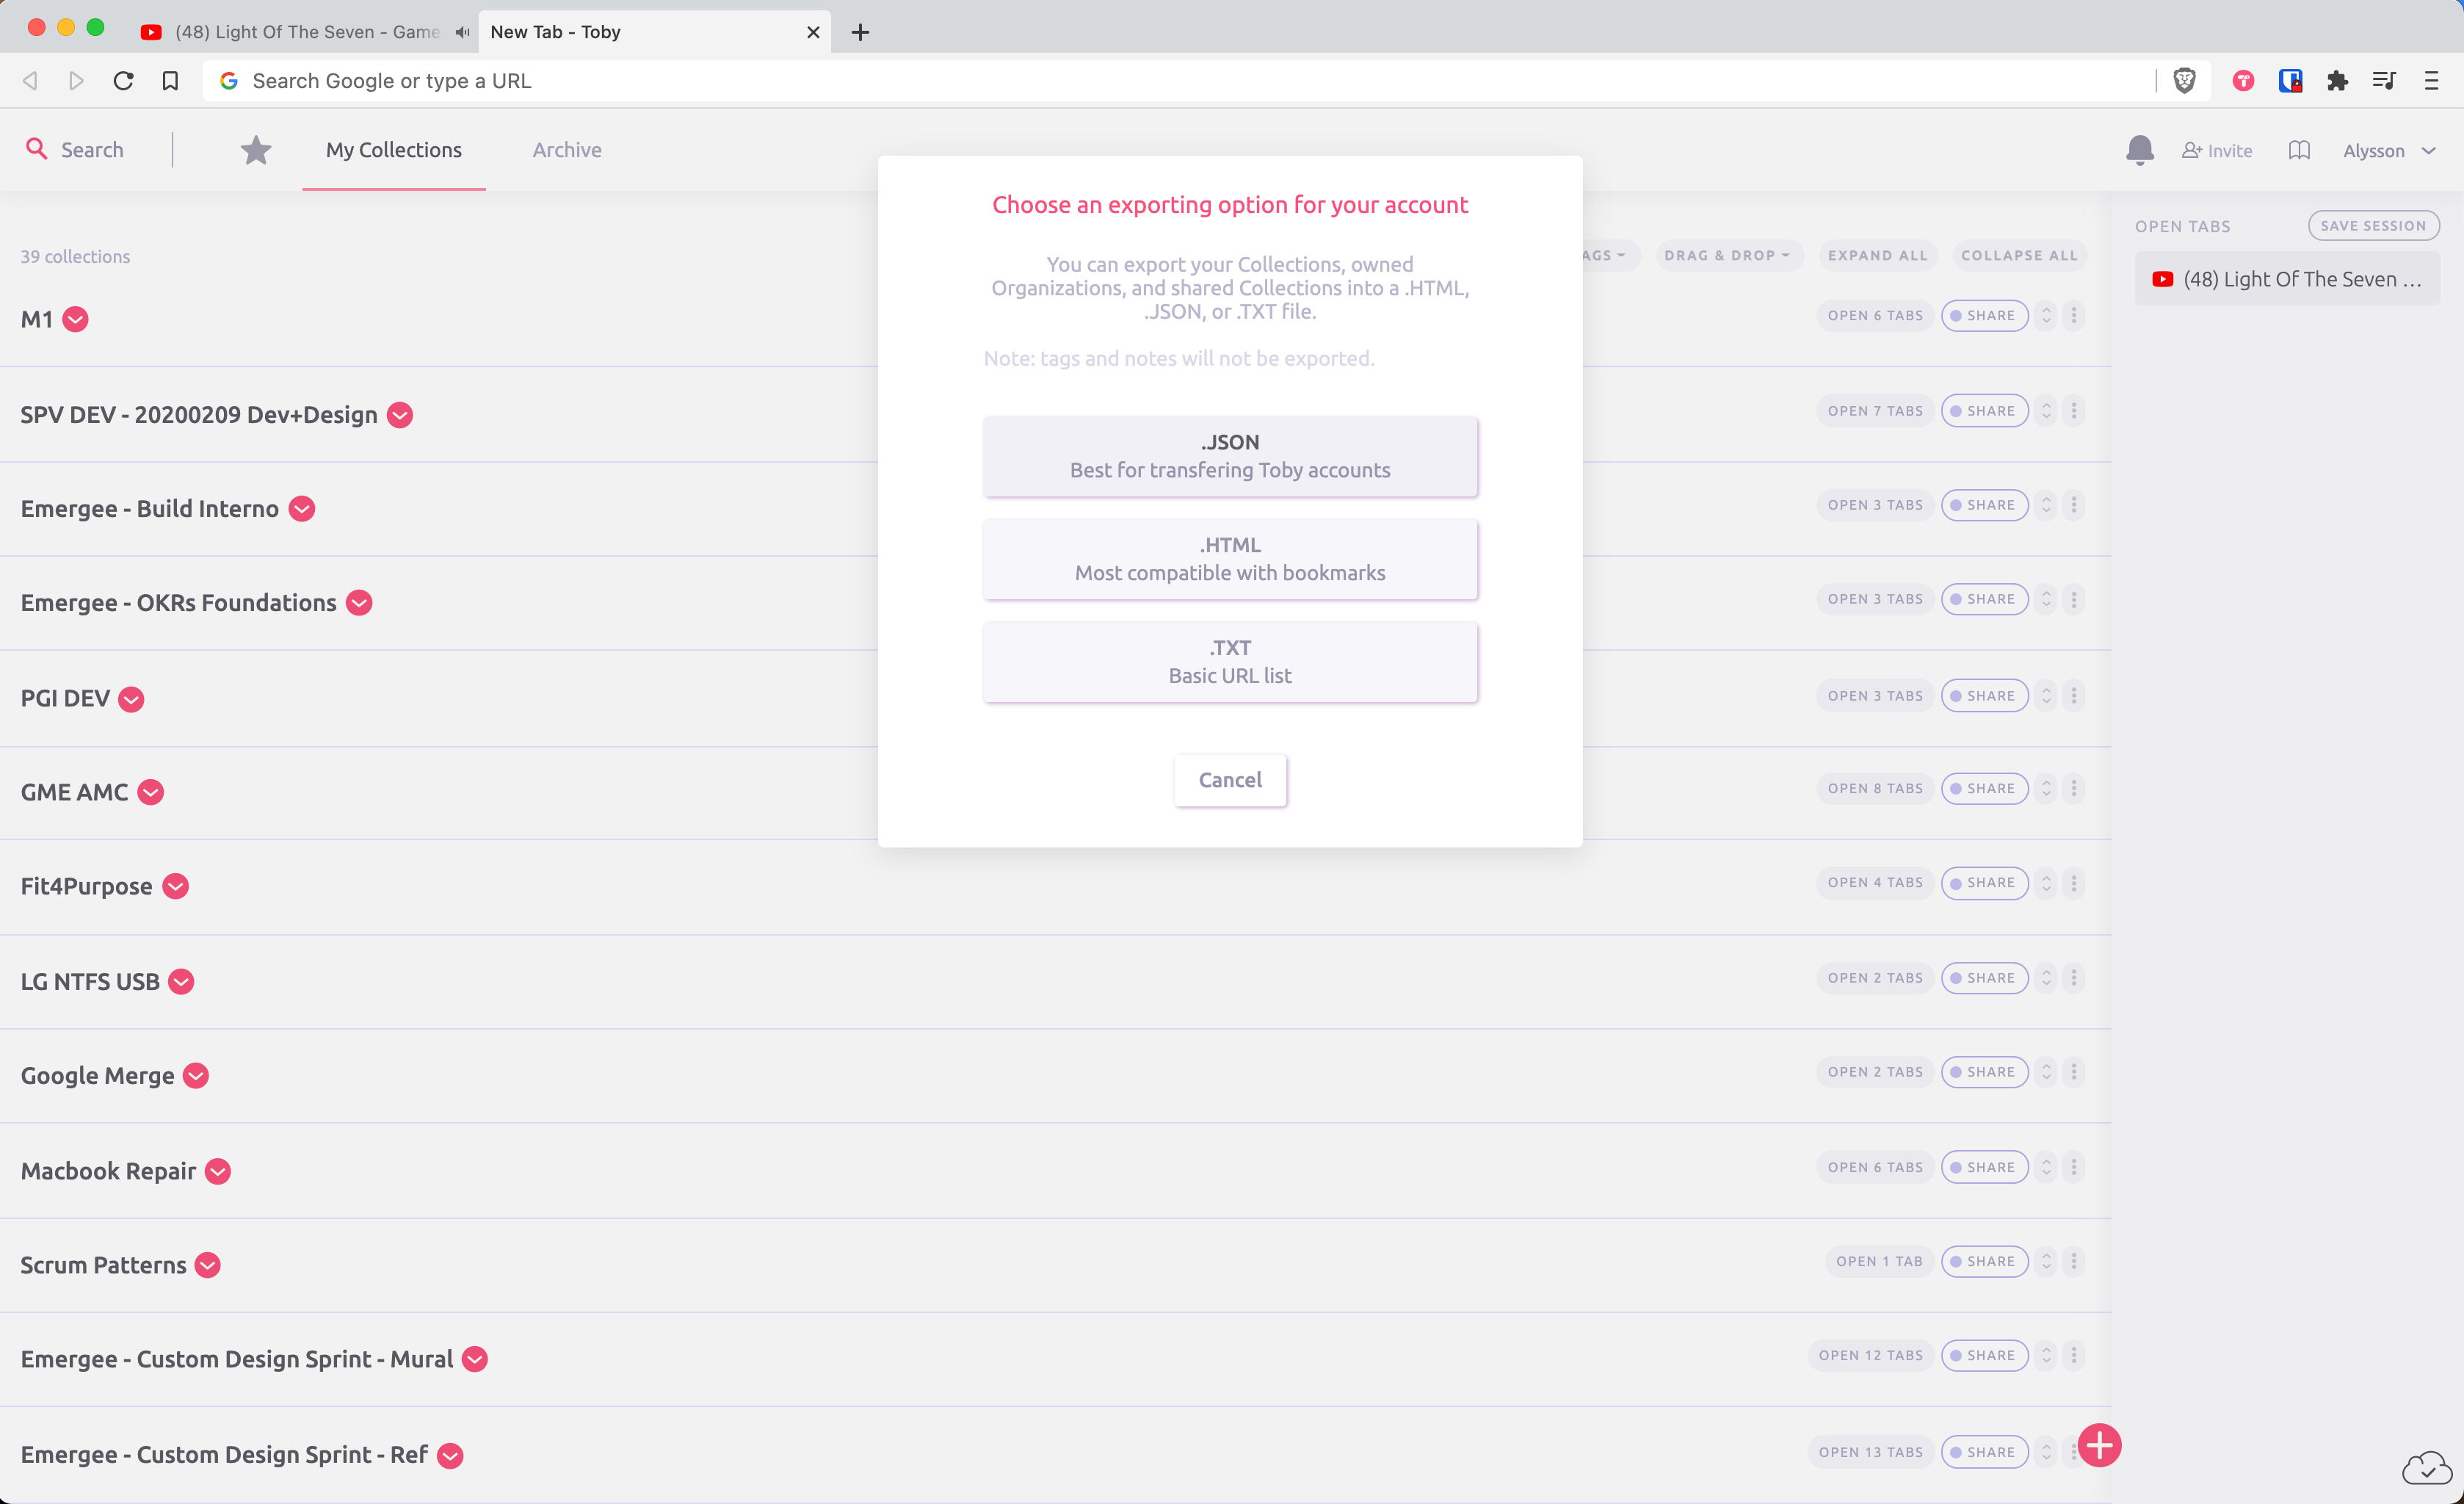 (48) Light Of The Seven - Game
New Tab - Toby
Search Google or type a URL
Search
My Collections
Archive
Invite
Alysson
39 collections
AGS
DRAG & DROP
EXPAND ALL
COLLAPSE ALL
OPEN TABS
SAVE SESSION
(48) Light Of The Seven ...
Choose an exporting option for your account
You can export your Collections, owned
Organizations, and shared Collections into a .HTML,
.JSON, or .TXT file.
Note: tags and notes will not be exported.
.JSON
Best for transfering Toby accounts
.HTML
Most compatible with bookmarks
.TXT
Basic URL list
Cancel
M1
OPEN 6 TABS
SHARE
SPV DEV - 20200209 Dev+Design
OPEN 7 TABS
SHARE
Emergee - Build Interno
OPEN 3 TABS
SHARE
Emergee - OKRs Foundations
OPEN 3 TABS
SHARE
PGI DEV
OPEN 3 TABS
SHARE
GME AMC
OPEN 8 TABS
SHARE
Fit4Purpose
OPEN 4 TABS
SHARE
LG NTFS USB
OPEN 2 TABS
SHARE
Google Merge
OPEN 2 TABS
SHARE
Macbook Repair
OPEN 6 TABS
SHARE
Scrum Patterns
OPEN 1 TAB
SHARE
Emergee - Custom Design Sprint - Mural
OPEN 12 TABS
SHARE
Emergee - Custom Design Sprint - Ref
OPEN 13 TABS
SHARE